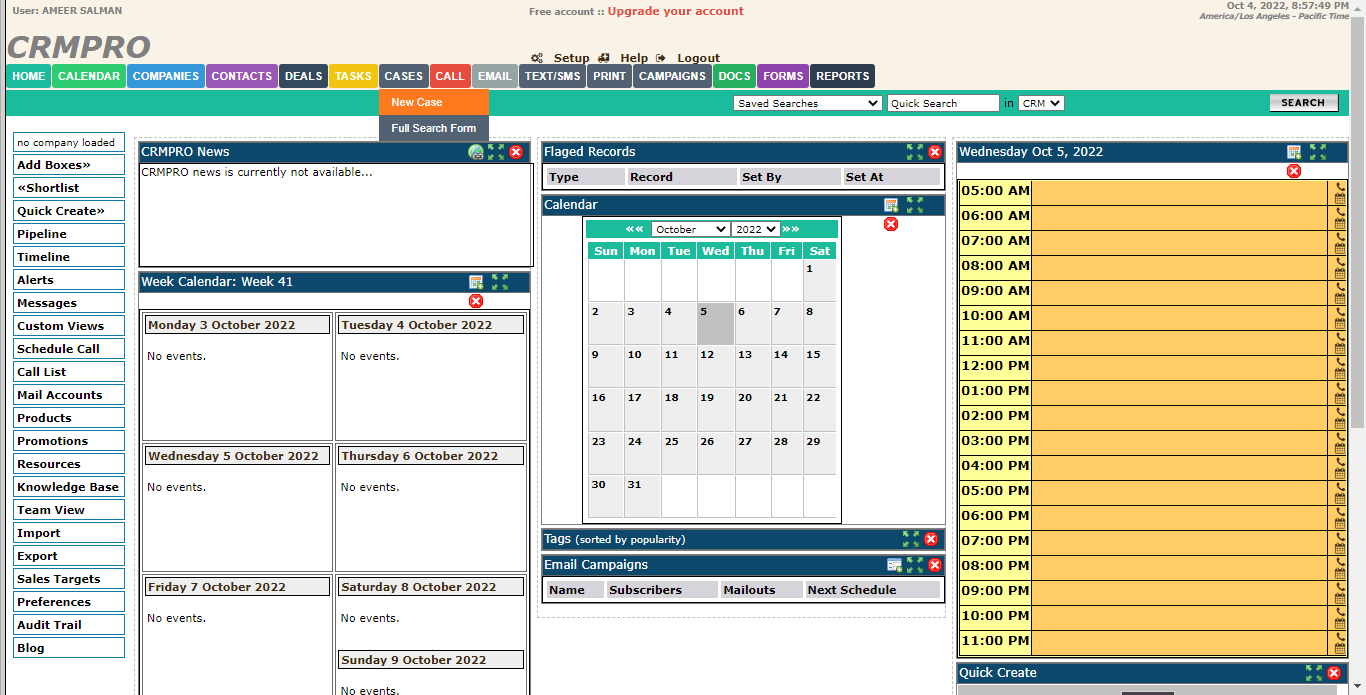 User: AMEER SALMAN
Free account :: Upgrade your account
Oct 4, 2022, 8:57:49 PM
America/Los Angeles - Pacific Time
CRMPRO
Setup Help Logout
HOME CALENDAR COMPANIES CONTACTS DEALS TASKS CASES CALL EMAIL TEXT/SMS PRINT CAMPAIGNS DOCS FORMS REPORTS
New Case
Full Search Form
Saved Searches Quick Search in CRM SEARCH
no company loaded
Add Boxes»
«Shortlist
Quick Create»
Pipeline
Timeline
Alerts
Messages
Custom Views
Schedule Call
Call List
Mail Accounts
Products
Promotions
Resources
Knowledge Base
Team View
Import
Export
Sales Targets
Preferences
Audit Trail
Blog
CRMPRO News
CRMPRO news is currently not available...
Week Calendar: Week 41
Monday 3 October 2022
No events.
Tuesday 4 October 2022
No events.
Wednesday 5 October 2022
No events.
Thursday 6 October 2022
No events.
Friday 7 October 2022
No events.
Saturday 8 October 2022
No events.
Sunday 9 October 2022
No events.
Flaged Records
Type Record Set By Set At
Calendar
«« October 2022 »»
Sun Mon Tue Wed Thu Fri Sat
1
2 3 4 5 6 7 8
9 10 11 12 13 14 15
16 17 18 19 20 21 22
23 24 25 26 27 28 29
30 31
Tags (sorted by popularity)
Email Campaigns
Name Subscribers Mailouts Next Schedule
Wednesday Oct 5, 2022
05:00 AM
06:00 AM
07:00 AM
08:00 AM
09:00 AM
10:00 AM
11:00 AM
12:00 PM
01:00 PM
02:00 PM
03:00 PM
04:00 PM
05:00 PM
06:00 PM
07:00 PM
08:00 PM
09:00 PM
10:00 PM
11:00 PM
Quick Create